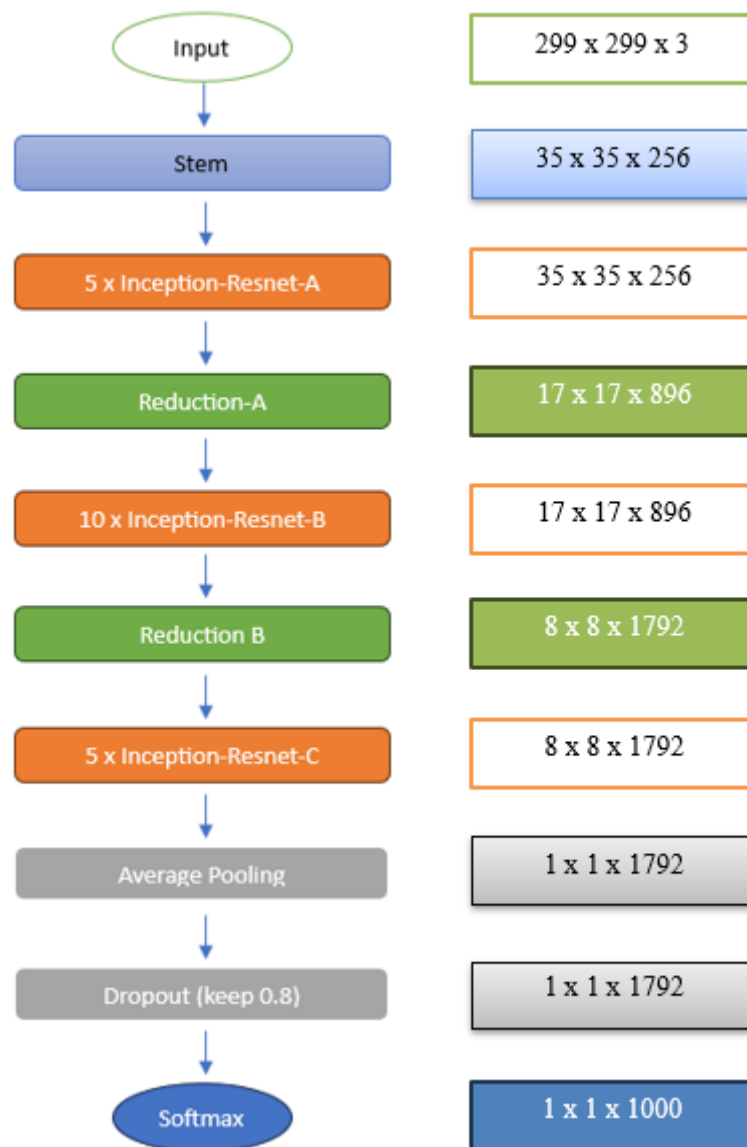 Input
299 x 299 x 3
Stem
35 x 35 x 256
5 x Inception-Resnet-A
35 x 35 x 256
Reduction-A
17 x 17 x 896
10 x Inception-Resnet-B
17 x 17 x 896
Reduction B
8 x 8 x 1792
5 x Inception-Resnet-C
8 x 8 x 1792
Average Pooling
1 x 1 x 1792
Dropout (keep 0.8)
1 x 1 x 1792
Softmax
1 x 1 x 1000